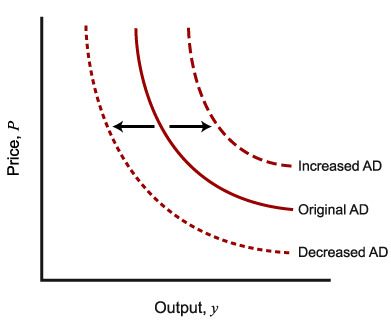 Price, P
Increased AD
Original AD
Decreased AD
Output, y